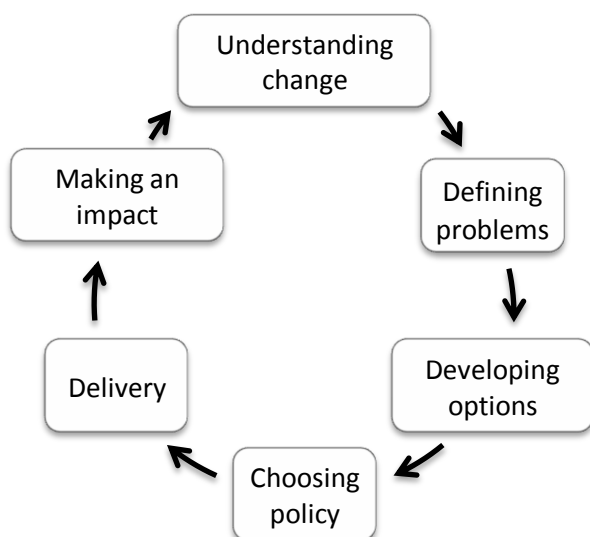 Understanding
change
Defining
problems
Developing
options
Choosing
policy
Delivery
Making an
impact